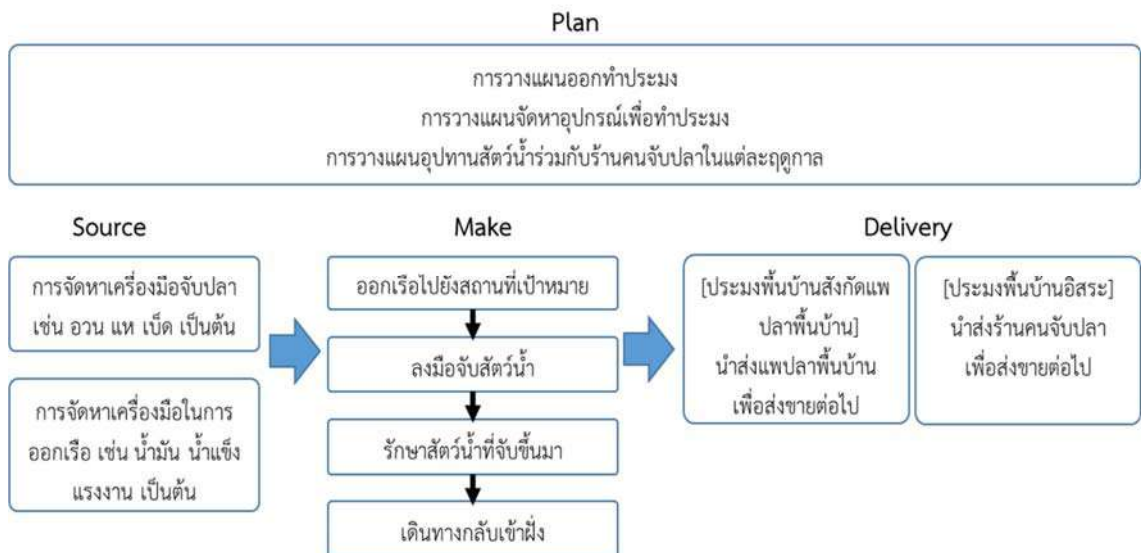 Plan
การวางแผนออกทำประมง
การวางแผนจัดหาอุปกรณ์เพื่อทำประมง
การวางแผนอุปทานสัตว์น้ำร่วมกับร้านคนจับปลาในแต่ละฤดูกาล
Source
การจัดหาเครื่องมือจับปลา
เช่น อวน แห เบ็ด เป็นต้น
การจัดหาเครื่องมือในการ
ออกเรือ เช่น น้ำมัน น้ำแข็ง
แรงงาน เป็นต้น
Make
ออกเรือไปยังสถานที่เป้าหมาย
ลงมือจับสัตว์น้ำ
รักษาสัตว์น้ำที่จับขึ้นมา
เดินทางกลับเข้าฝั่ง
Delivery
[ประมงพื้นบ้านสังกัดแพ
ปลาพื้นบ้าน]
นำส่งแพปลาพื้นบ้าน
เพื่อส่งขายต่อไป
[ประมงพื้นบ้านอิสระ]
นำส่งร้านคนจับปลา
เพื่อส่งขายต่อไป